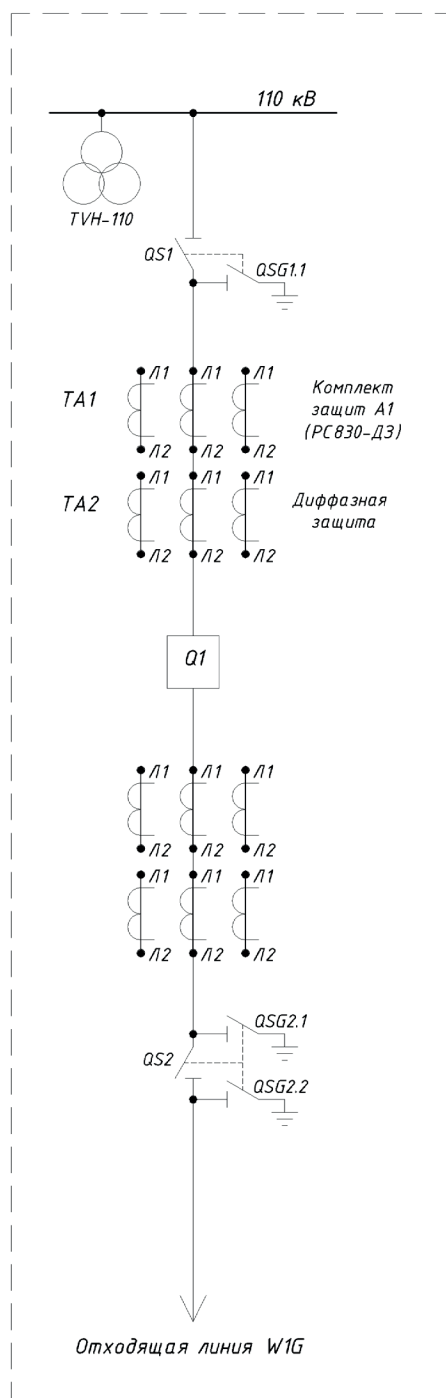 110 кВ
TVH-110
QS1
QSG1.1
Л1 Л1 Л1
TA1
Комплект
защит А1
(РС830-ДЗ)
Л2 Л2 Л2
Л1 Л1 Л1
TA2
Диффазная
защита
Л2 Л2 Л2
Q1
Л1 Л1 Л1
Л2 Л2 Л2
Л1 Л1 Л1
Л2 Л2 Л2
QSG2.1
QS2
QSG2.2
Отходящая линия W1G